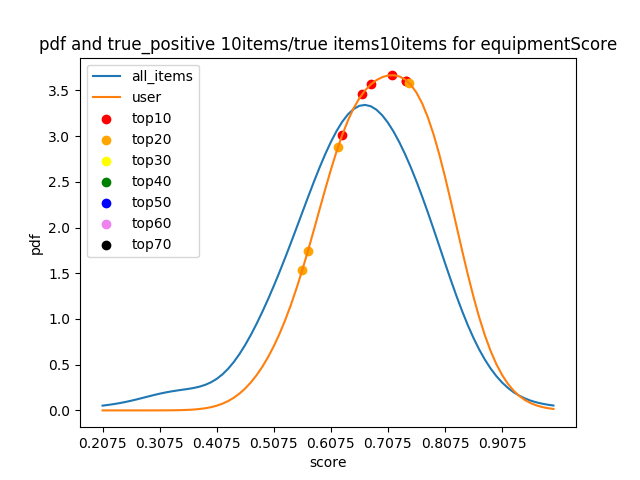 pdf and true_positive 10items/true items10items for equipmentScore
all_items
user
top10
top20
top30
top40
top50
top60
top70
3.5
3.0
2.5
2.0
1.5
1.0
0.5
0.0
pdf
0.2075 0.3075 0.4075 0.5075 0.6075 0.7075 0.8075 0.9075
score